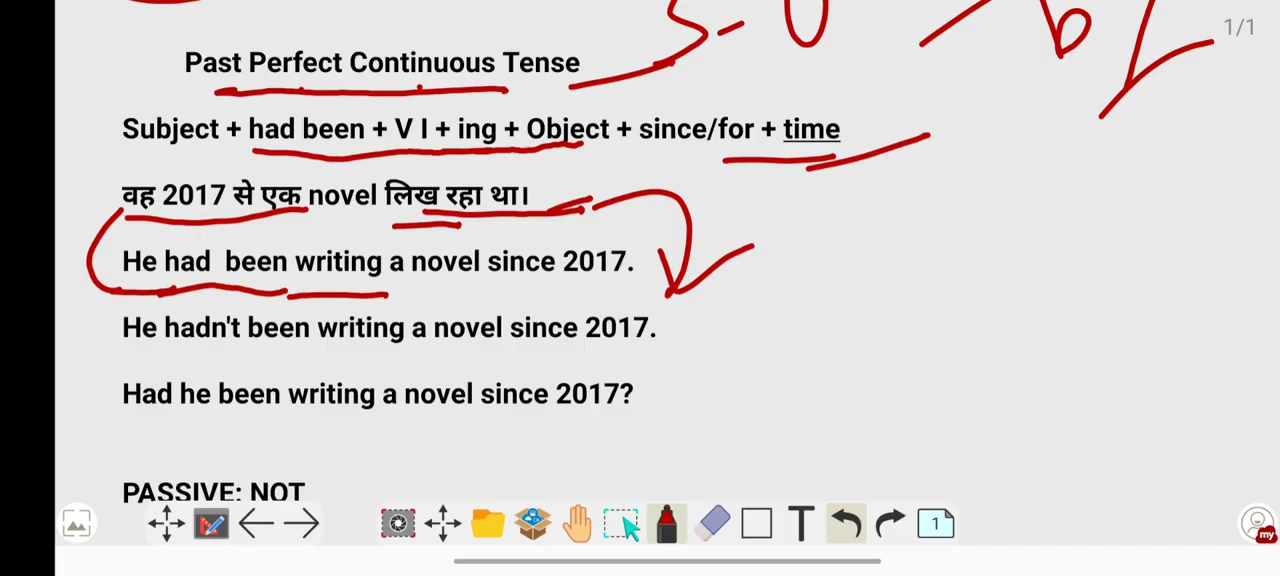 1/1
Past Perfect Continuous Tense
Subject + had been + V I + ing + Object + since/for + time
वह 2017 से एक novel लिख रहा था।
He had been writing a novel since 2017.
He hadn't been writing a novel since 2017.
Had he been writing a novel since 2017?
PASSIVE: NOT
T
1
my